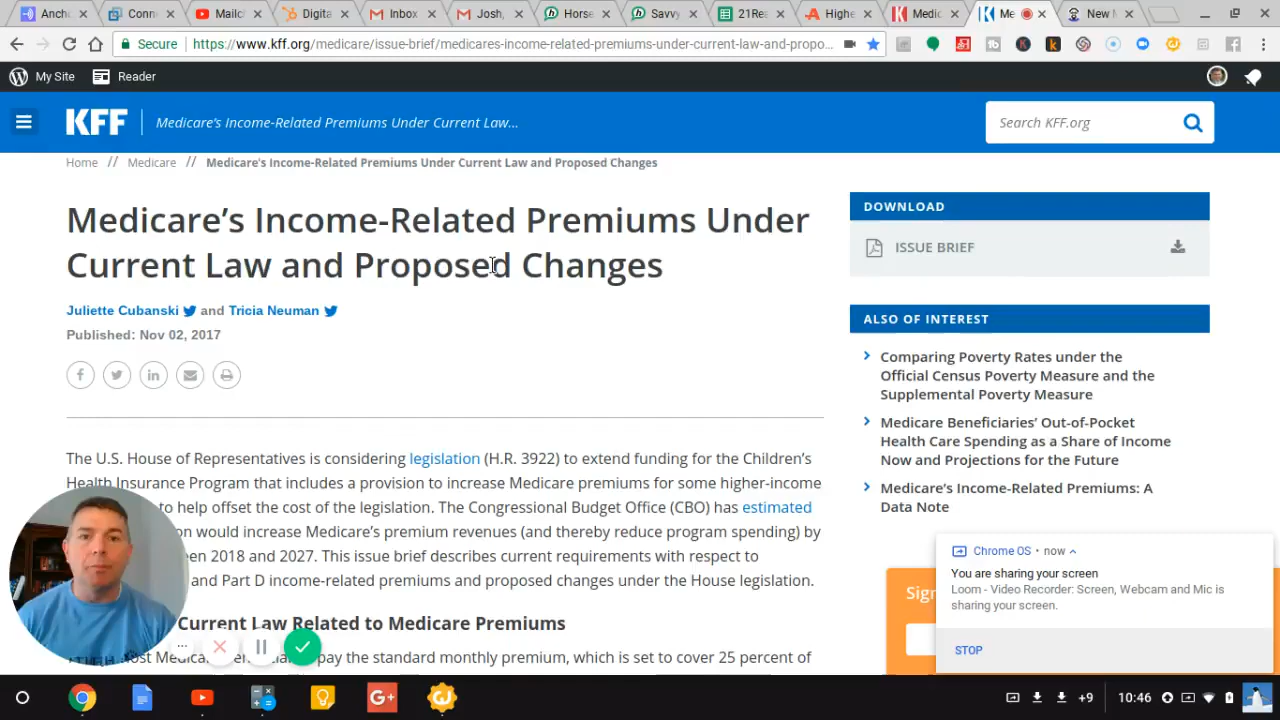 Ancho
Conn
Mailc
Digita
Inbox
Josh,
Horse
Savvy
21Rea
Highe
Medic
Me
New M
Secure
https://www.kff.org/medicare/issue-brief/medicares-income-related-premiums-under-current-law-and-propo...
My Site
Reader
KFF
Medicare's Income-Related Premiums Under Current Law...
Search KFF.org
Home // Medicare // Medicare's Income-Related Premiums Under Current Law and Proposed Changes
Medicare's Income-Related Premiums Under
Current Law and Proposed Changes
Juliette Cubanski and Tricia Neuman
Published: Nov 02, 2017
The U.S. House of Representatives is considering legislation (H.R. 3922) to extend funding for the Children's
Health Insurance Program that includes a provision to increase Medicare premiums for some higher-income
to help offset the cost of the legislation. The Congressional Budget Office (CBO) has estimated
on would increase Medicare's premium revenues (and thereby reduce program spending) by
een 2018 and 2027. This issue brief describes current requirements with respect to
and Part D income-related premiums and proposed changes under the House legislation.
Current Law Related to Medicare Premiums
pay the standard monthly premium, which is set to cover 25 percent of
DOWNLOAD
ISSUE BRIEF
ALSO OF INTEREST
Comparing Poverty Rates under the
Official Census Poverty Measure and the
Supplemental Poverty Measure
Medicare Beneficiaries' Out-of-Pocket
Health Care Spending as a Share of Income
Now and Projections for the Future
Medicare's Income-Related Premiums: A
Data Note
Sign
Chrome OS • now
You are sharing your screen
Loom - Video Recorder: Screen, Webcam and Mic is
sharing your screen.
STOP
+9
10:46